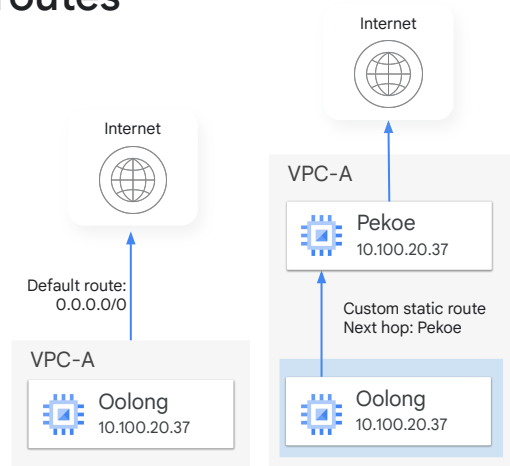 routes
Internet
Default route:
0.0.0.0/0
VPC-A
Oolong
10.100.20.37
Internet
VPC-A
Pekoe
10.100.20.37
Custom static route
Next hop: Pekoe
Oolong
10.100.20.37